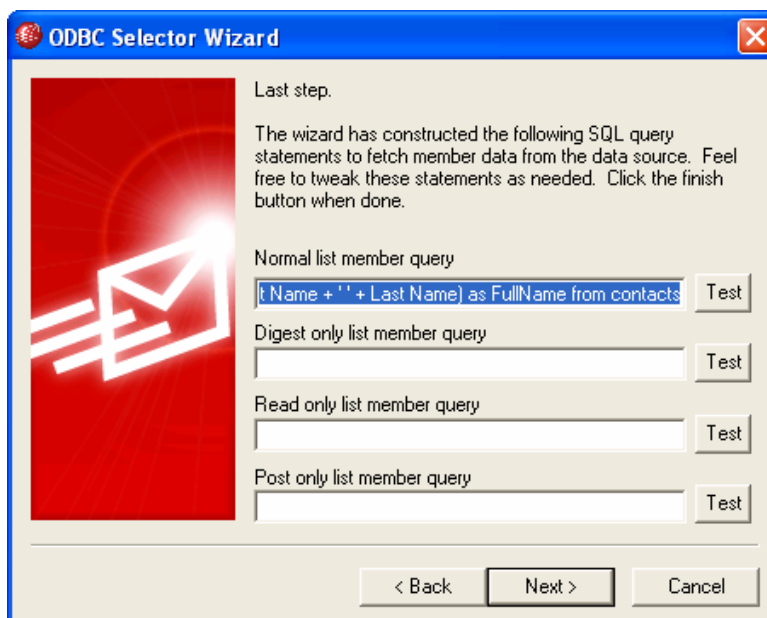 ODBC Selector Wizard
Last step.
The wizard has constructed the following SQL query
statements to fetch member data from the data source. Feel
free to tweak these statements as needed. Click the finish
button when done.
Normal list member query
t Name + ' ' + Last Name) as FullName from contacts
Test
Digest only list member query
Test
Read only list member query
Test
Post only list member query
Test
< Back
Next >
Cancel